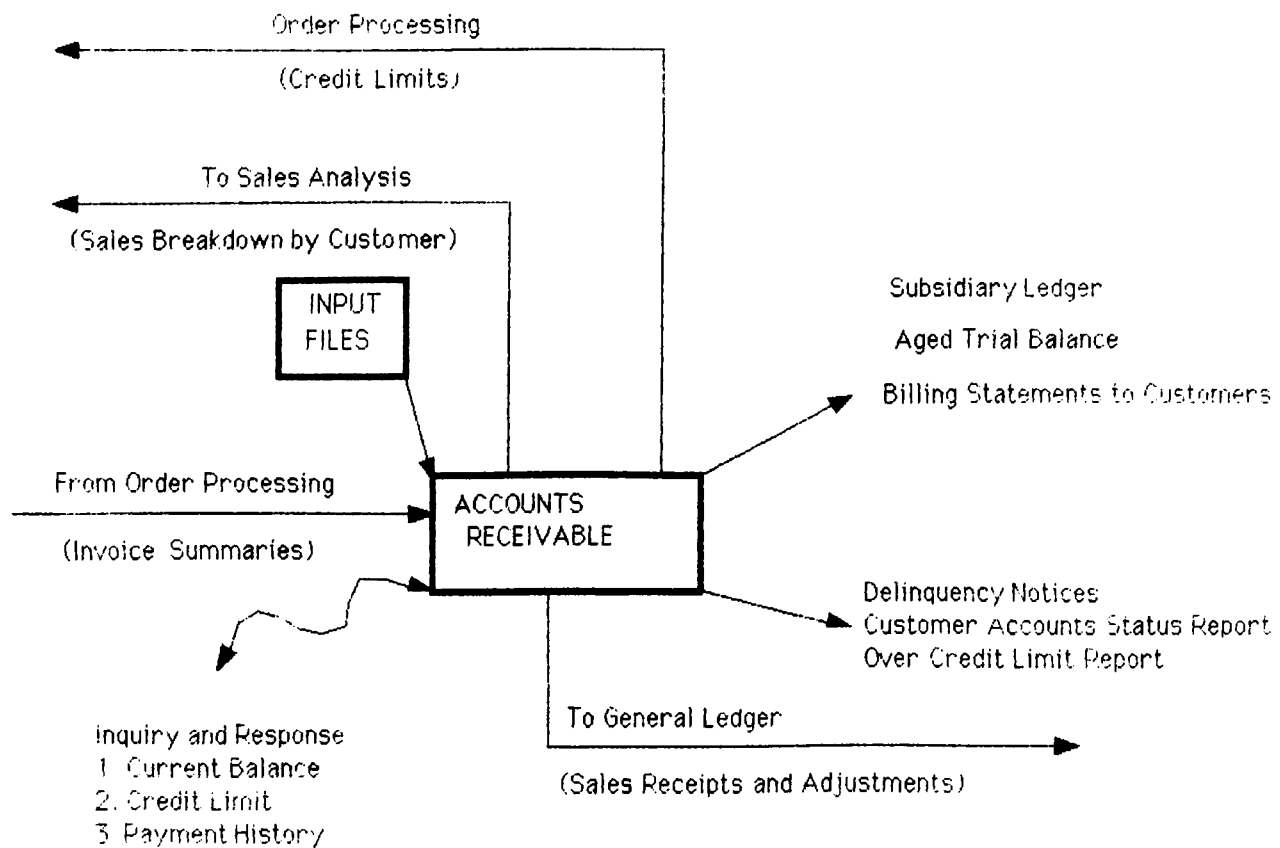 Order Processing
(Credit Limits)
To Sales Analysis
(Sales Breakdown by Customer)
INPUT
FILES
Subsidiary Ledger
Aged Trial Balance
Billing Statements to Customers
From Order Processing
(Invoice Summaries)
ACCOUNTS
RECEIVABLE
Delinquency Notices
Customer Accounts Status Report
Over Credit Limit Report
To General Ledger
(Sales Receipts and Adjustments)
Inquiry and Response
1 Current Balance
2. Credit Limit
3 Payment History